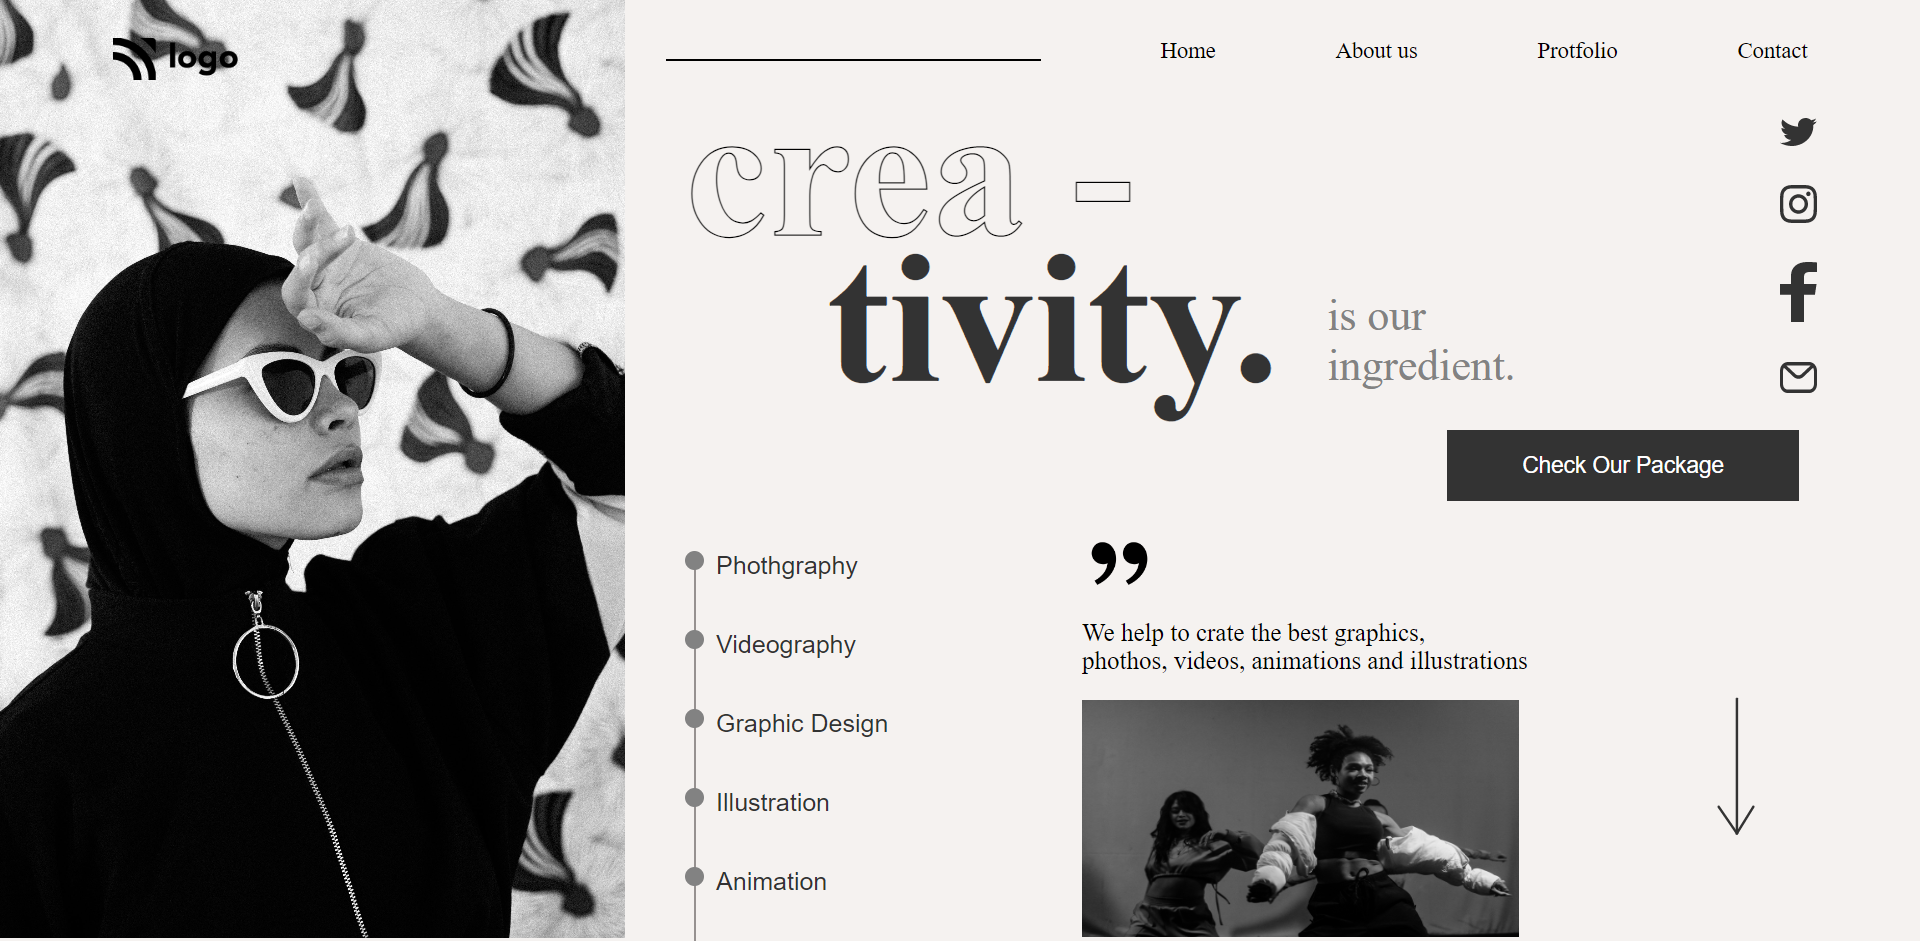 logo
Home About us Protfolio Contact
crea -
tivity.
is our
ingredient.
Check Our Package
Phothgraphy
Videography
Graphic Design
Illustration
Animation
”
We help to crate the best graphics,
phothos, videos, animations and illustrations